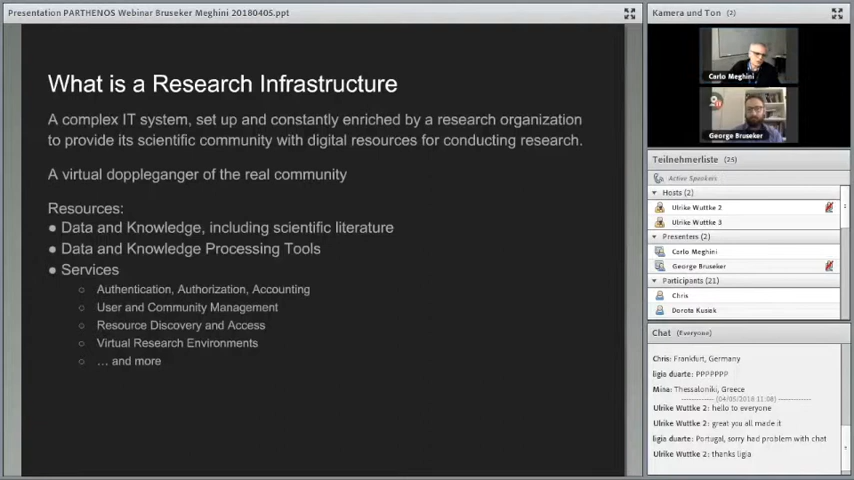 Presentation PARTHENOS Webinar Bruseker Meghini 20180405.ppt
What is a Research Infrastructure
A complex IT system, set up and constantly enriched by a research organization
to provide its scientific community with digital resources for conducting research.
A virtual doppleganger of the real community
Resources:
● Data and Knowledge, including scientific literature
● Data and Knowledge Processing Tools
● Services
○ Authentication, Authorization, Accounting
○ User and Community Management
○ Resource Discovery and Access
○ Virtual Research Environments
○ … and more
Kamera und Ton (2)
Carlo Meghini
George Bruseker
Teilnehmerliste (25)
Active Speakers
Hosts (2)
Ulrike Wuttke 2
Ulrike Wuttke 3
Presenters (2)
Carlo Meghini
George Bruseker
Participants (21)
Chris
Dorota Kusiek
Chat (Everyone)
Chris: Frankfurt, Germany
ligia duarte: PPPPPPP
Mina: Thessaloniki, Greece
------------- (04/05/2018 11:08) -------------
Ulrike Wuttke 2: hello to everyone
Ulrike Wuttke 2: great you all made it
ligia duarte: Portugal, sorry had problem with chat
Ulrike Wuttke 2: thanks ligia